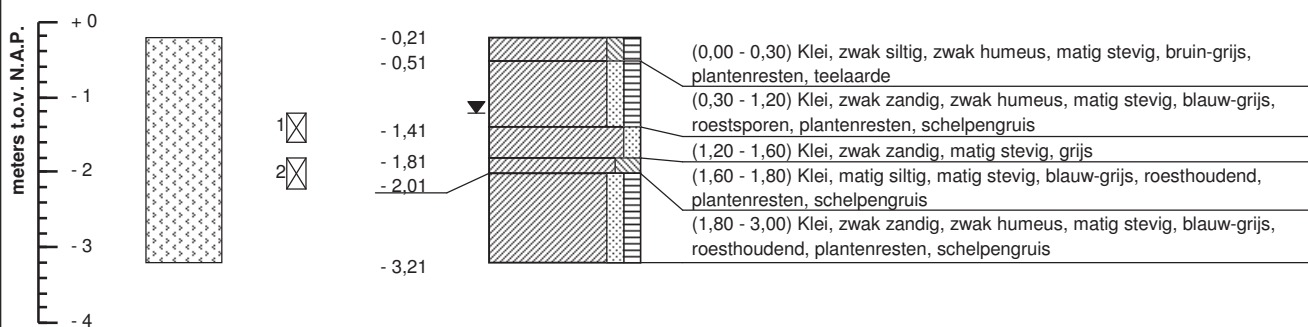 meters t.o.v. N.A.P.
+ 0
- 1
- 2
- 3
- 4
1
2
- 0,21
- 0,51
- 1,41
- 1,81
- 2,01
- 3,21
(0,00 - 0,30) Klei, zwak siltig, zwak humeus, matig stevig, bruin-grijs,
plantenresten, teelaarde
(0,30 - 1,20) Klei, zwak zandig, zwak humeus, matig stevig, blauw-grijs,
roestsporen, plantenresten, schelpengruis
(1,20 - 1,60) Klei, zwak zandig, matig stevig, grijs
(1,60 - 1,80) Klei, matig siltig, matig stevig, blauw-grijs, roesthoudend,
plantenresten, schelpengruis
(1,80 - 3,00) Klei, zwak zandig, zwak humeus, matig stevig, blauw-grijs,
roesthoudend, plantenresten, schelpengruis